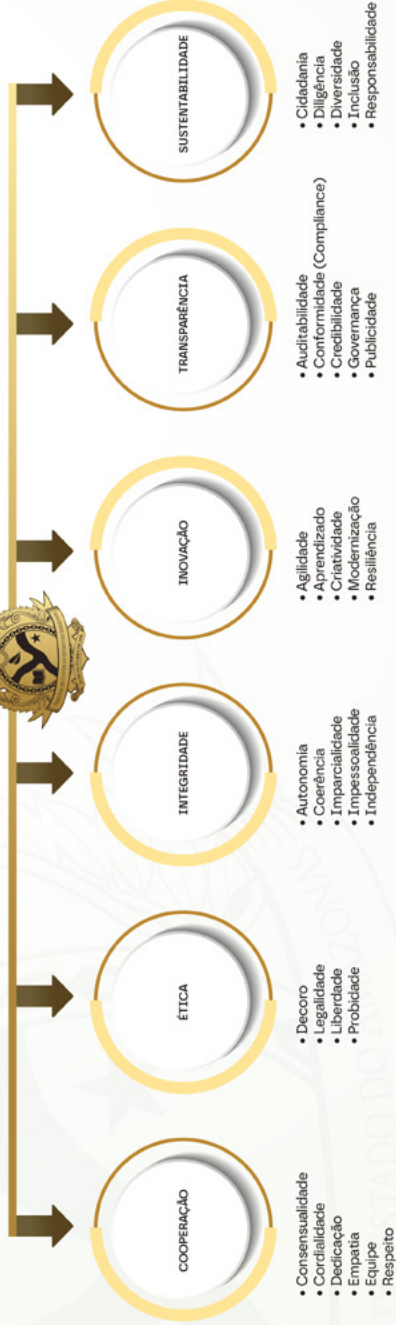 COOPERAÇÃO
• Consensualidade
• Cordialidade
• Dedicação
• Empatia
• Equipe
• Respeito
ÉTICA
• Decoro
• Legalidade
• Liberdade
• Probidade
INTEGRIDADE
• Autonomia
• Coerência
• Imparcialidade
• Impessoalidade
• Independência
INOVAÇÃO
• Agilidade
• Aprendizado
• Criatividade
• Modernização
• Resiliência
TRANSPARÊNCIA
• Auditabilidade
• Conformidade (Compliance)
• Credibilidade
• Governança
• Publicidade
SUSTENTABILIDADE
• Cidadania
• Diligência
• Diversidade
• Inclusão
• Responsabilidade